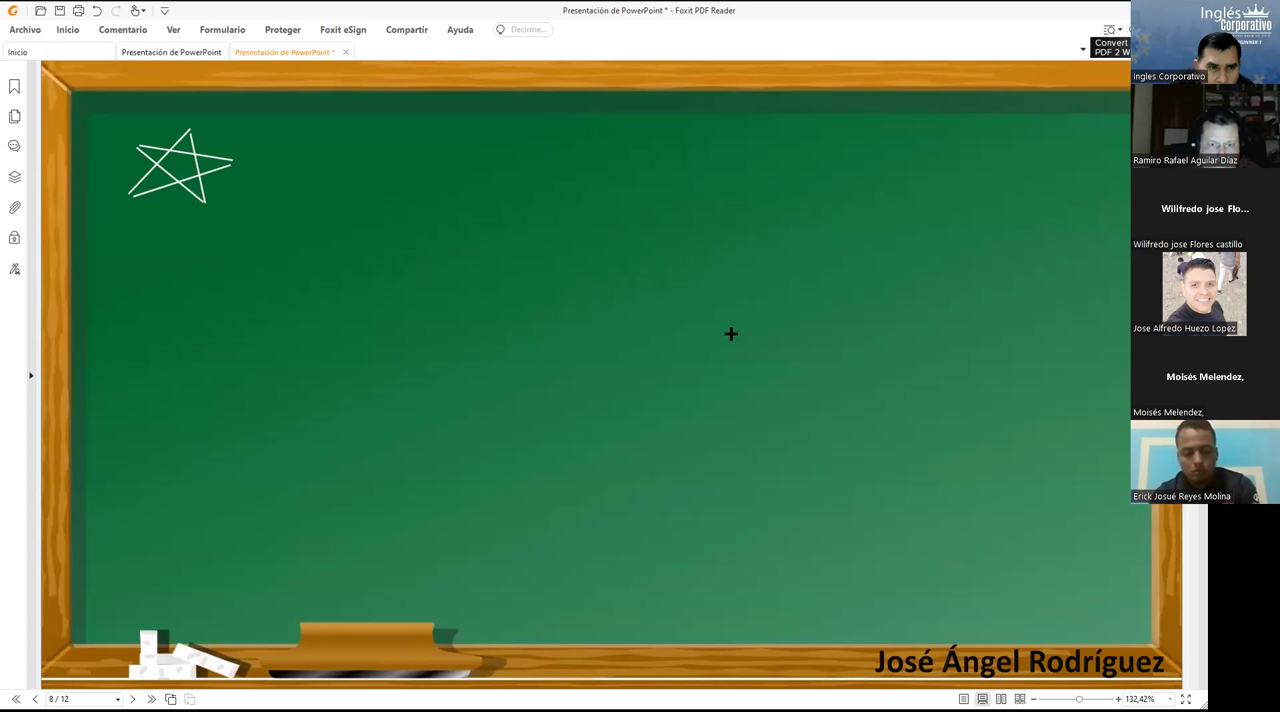 Presentación de PowerPoint * - Foxit PDF Reader
Archivo Inicio Comentario Ver Formulario Proteger Foxit eSign Compartir Ayuda Decirme...
Inicio Presentación de PowerPoint Presentación de PowerPoint *
Convert
PDF 2 W
Inglés
Corporativo
Ingles Corporativo
Ramiro Rafael Aguilar Díaz
Wilifredo jose Flo...
Wilifredo jose Flores castillo
Jose Alfredo Huezo Lopez
Moisés Melendez,
Moisés Melendez,
Erick Josué Reyes Molina
José Ángel Rodríguez
8 / 12
132,42%